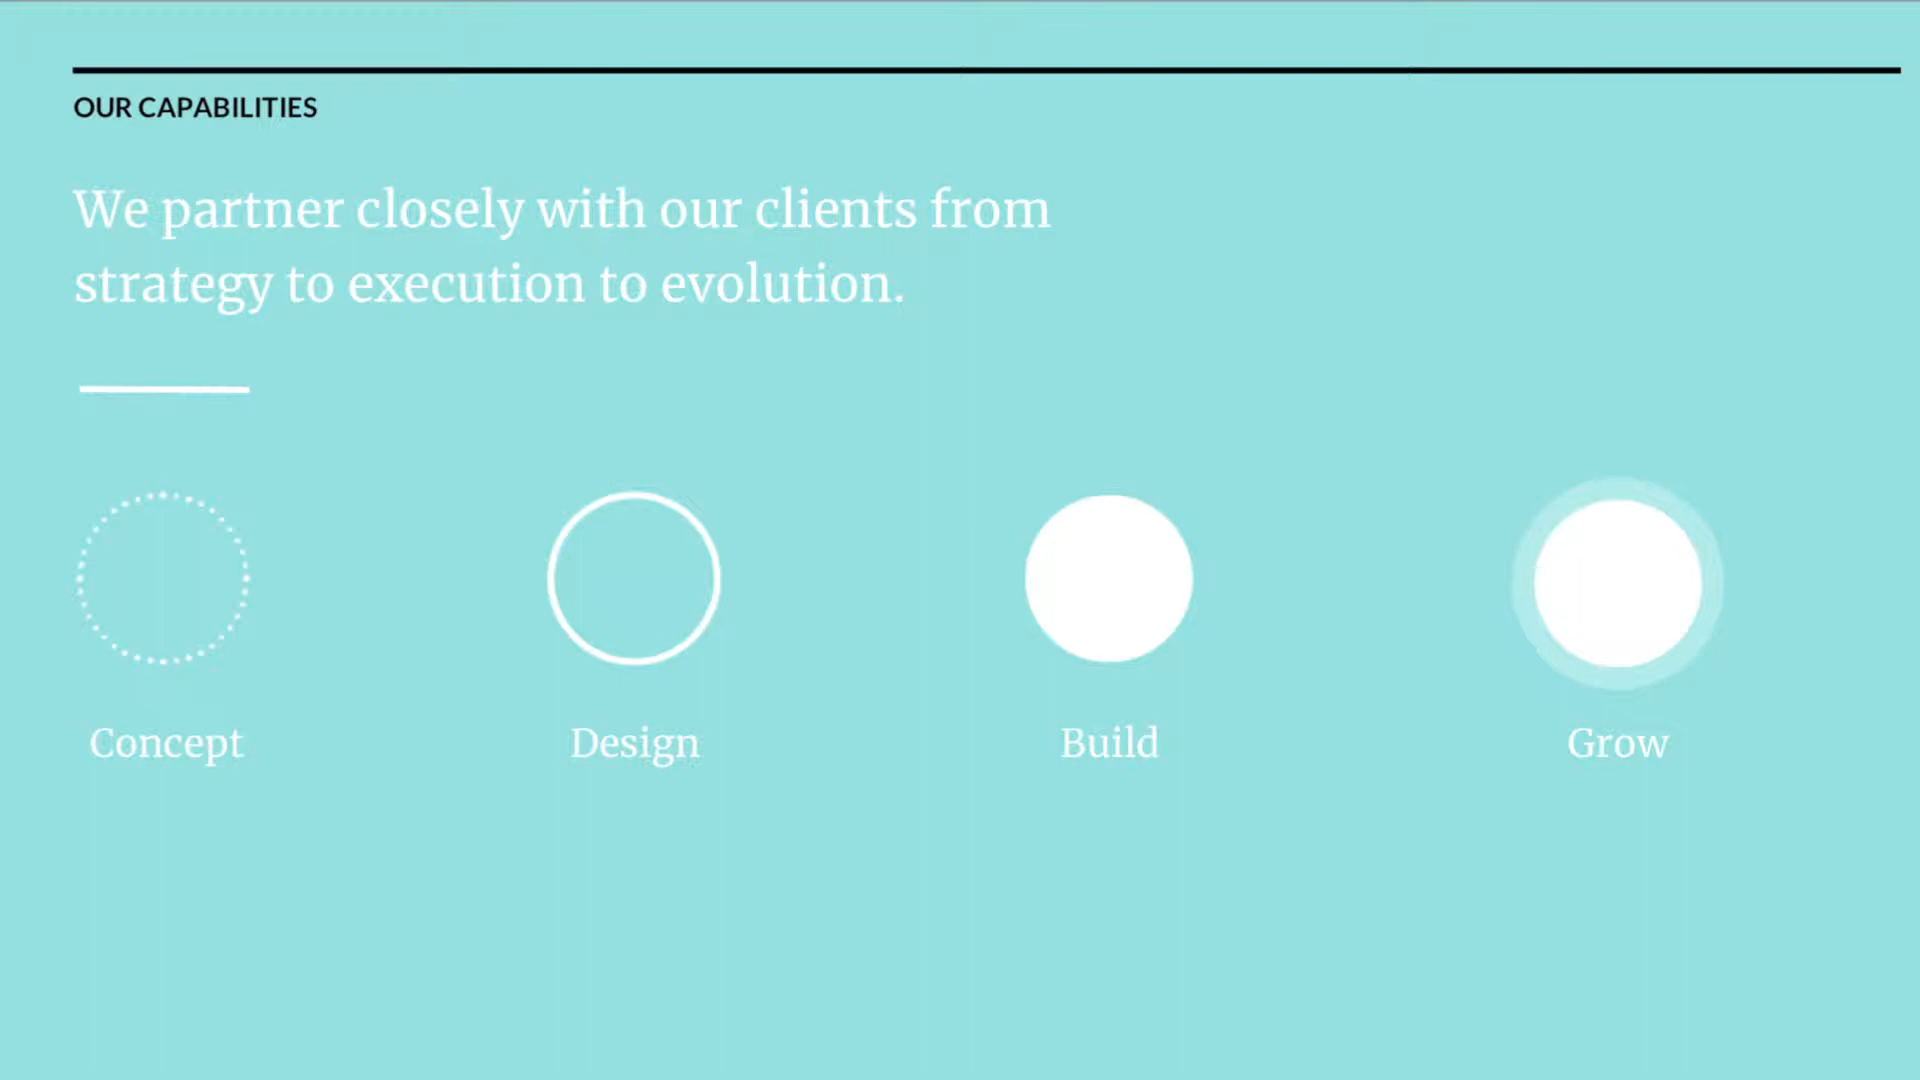 OUR CAPABILITIES
We partner closely with our clients from
strategy to execution to evolution.
Concept
Design
Build
Grow